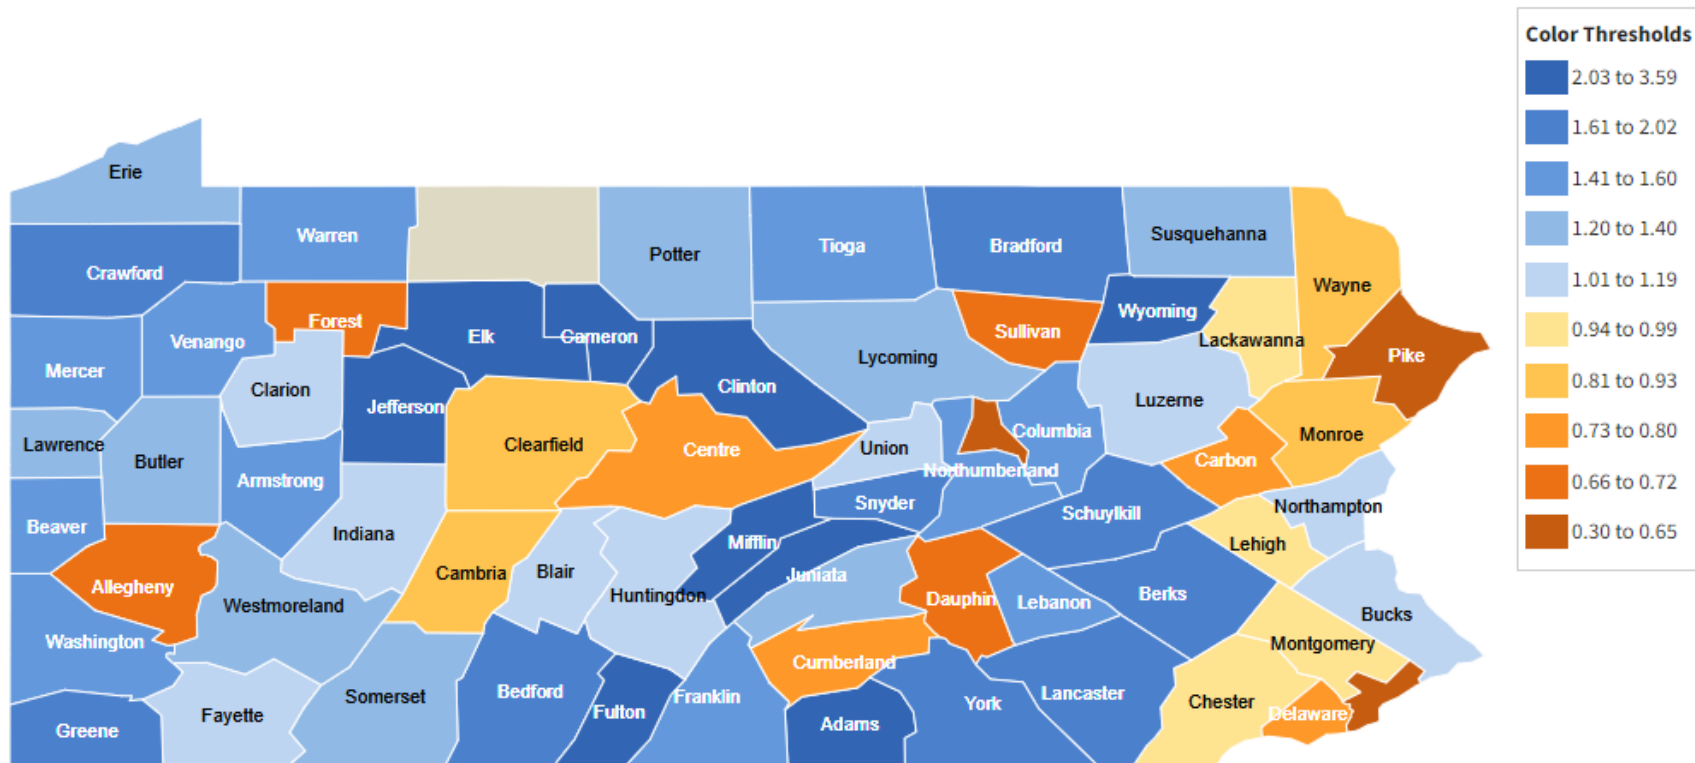 Color Thresholds
2.03 to 3.59
1.61 to 2.02
1.41 to 1.60
1.20 to 1.40
1.01 to 1.19
0.94 to 0.99
0.81 to 0.93
0.73 to 0.80
0.66 to 0.72
0.30 to 0.65
Erie
Warren
Potter
Tioga
Bradford
Susquehanna
Crawford
Wayne
Forest
Elk
Cameron
Wyoming
Venango
Sullivan
Lackawanna
Mercer
Lycoming
Pike
Clarion
Jefferson
Clinton
Luzerne
Lawrence
Butler
Clearfield
Centre
Union
Columbia
Monroe
Carbon
Armstrong
Northumberland
Snyder
Schuylkill
Northampton
Beaver
Indiana
Mifflin
Lehigh
Allegheny
Cambria
Blair
Juniata
Huntingdon
Dauphin
Lebanon
Berks
Westmoreland
Bucks
Washington
Montgomery
Cumberland
Somerset
Bedford
Franklin
York
Lancaster
Chester
Fayette
Fulton
Adams
Delaware
Greene